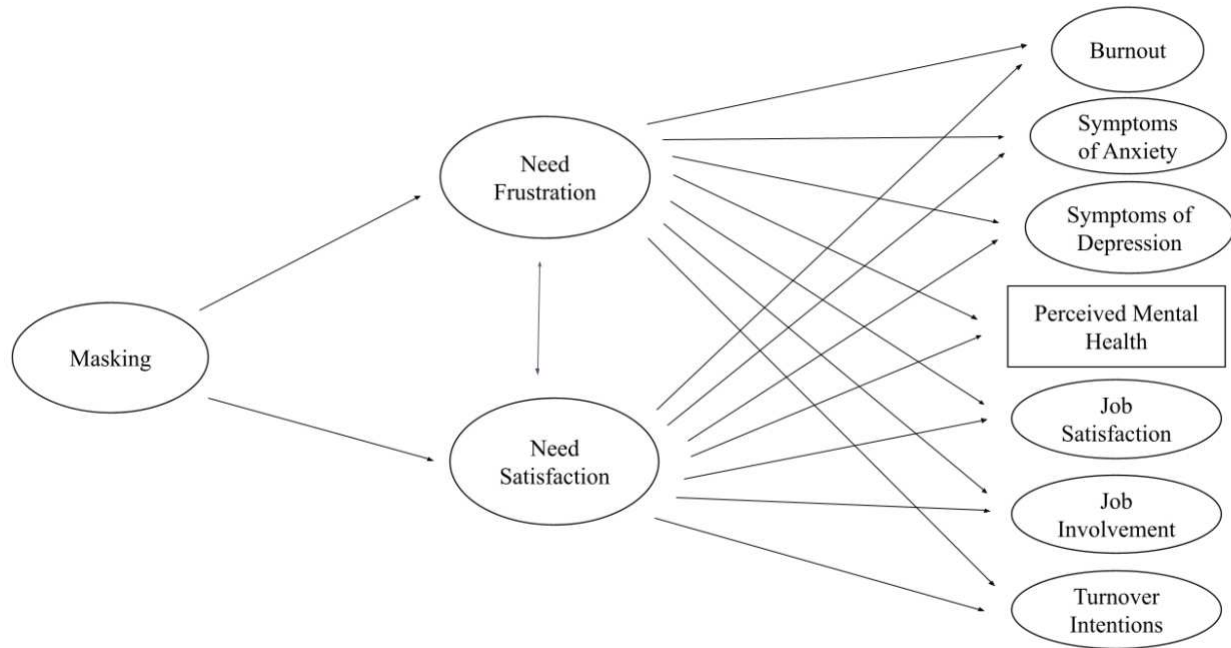 Masking
Need
Frustration
Need
Satisfaction
Burnout
Symptoms
of Anxiety
Symptoms of
Depression
Perceived Mental
Health
Job
Satisfaction
Job
Involvement
Turnover
Intentions